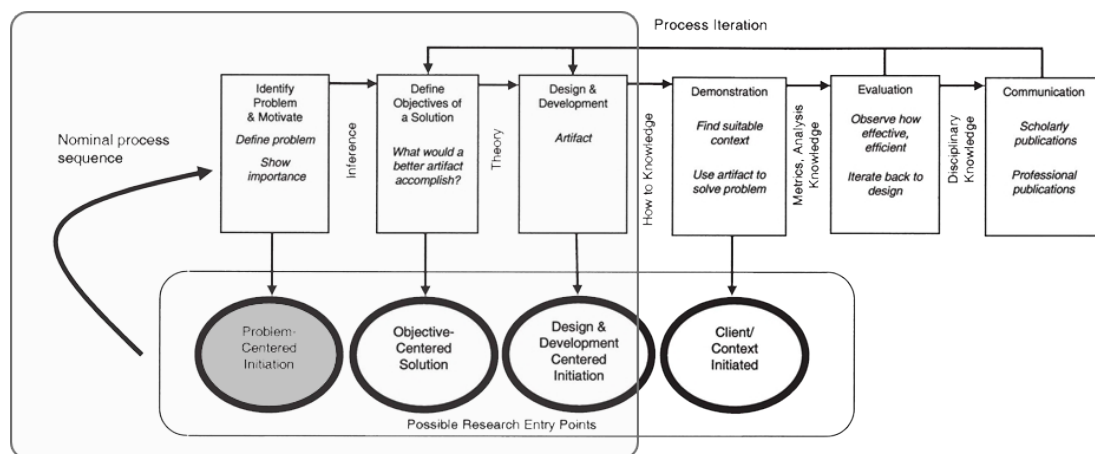 Process Iteration
Nominal process
sequence
Identify
Problem
& Motivate
Define problem
Show
importance
Inference
Define
Objectives of
a Solution
What would a
better artifact
accomplish?
Theory
Design &
Development
Artifact
How to Knowledge
Demonstration
Find suitable
context
Use artifact to
solve problem
Metrics, Analysis
Knowledge
Evaluation
Observe how
effective,
efficient
Iterate back to
design
Disciplinary
Knowledge
Communication
Scholarly
publications
Professional
publications
Problem-
Centered
Initiation
Objective-
Centered
Solution
Design &
Development
Centered
Initiation
Client/
Context
Initiated
Possible Research Entry Points